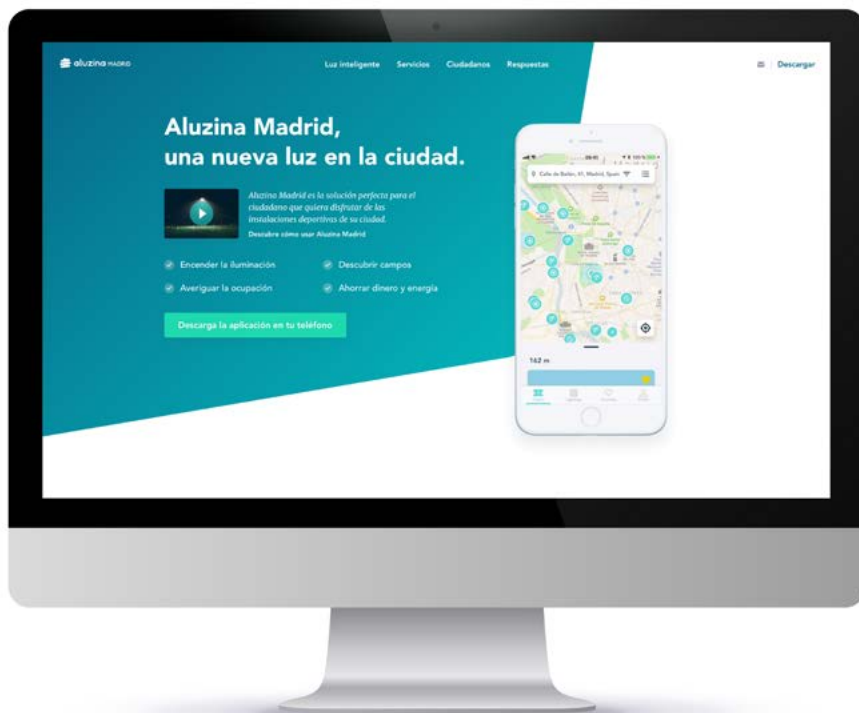 aluzina MADRID
Luz inteligente Servicios Ciudadanos Respuestas
Descargar
Aluzina Madrid,
una nueva luz en la ciudad.
Aluzina Madrid es la solución perfecta para el
ciudadano que quiera disfrutar de las
instalaciones deportivas de su ciudad.
Descubre cómo usar Aluzina Madrid
Encender la iluminación
Descubrir campos
Averiguar la ocupación
Ahorrar dinero y energía
Descarga la aplicación en tu teléfono
100 %
Calle de Bailén, 41, Madrid, Spain
162 m